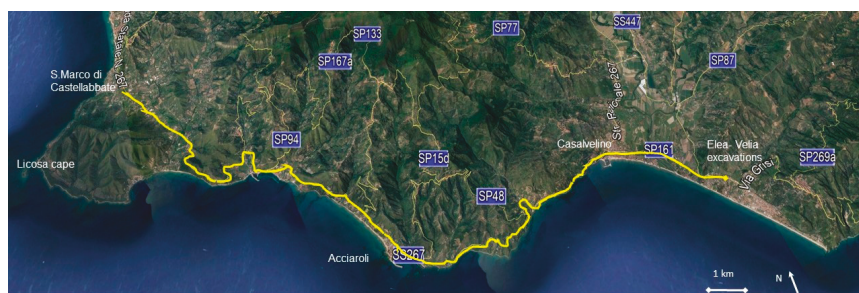 SP133
SP77
SS447
SP167a
SP87
S.Marco di
Castellabbate
SP94
Casalvelino
SP161
Elea- Velia
excavations
SP15d
SP269a
Licosa cape
Via Grisi
SP48
Acciaroli
SS267
1 km
N